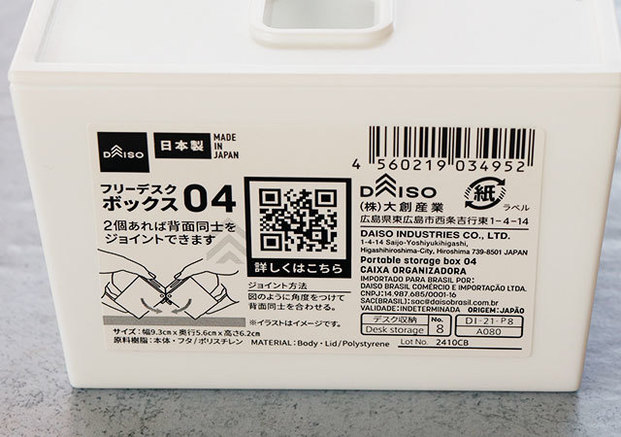 DAISO
日本製
MADE
IN
JAPAN
フリーデスク
ボックス 04
2個あれば背面同士を
ジョイントできます
詳しくはこちら
ジョイント方法
図のように角度をつけて
背面同士を合わせる。
※イラストはイメージです。
サイズ:幅9.3cm×奥行5.6cm×高さ6.2cm
原料樹脂:本体・フタ/ポリスチレン MATERIAL:Body・Lid/Polystyrene
4 560219 034952
DAISO
紙
ラベル
(株)大創産業
広島県東広島市西条吉行東1-4-14
DAISO INDUSTRIES CO., LTD.
1-4-14 Saijo-Yoshiyukihigashi,
Higashihiroshima-City, Hiroshima 739-8501 JAPAN
Portable storage box 04
CAIXA ORGANIZADORA
IMPORTADO PARA BRASIL POR:
DAISO BRASIL COMÉRCIO E IMPORTAÇÃO LTDA.
CNPJ:14.987.685/0001-16
SAC(BRASIL):sac@daisobrasil.com.br
VALIDADE:INDETERMINADA ORIGEM:JAPÃO
デスク収納
Desk storage
No.
8
DI-21-P8
A080
Lot No. 2410CB